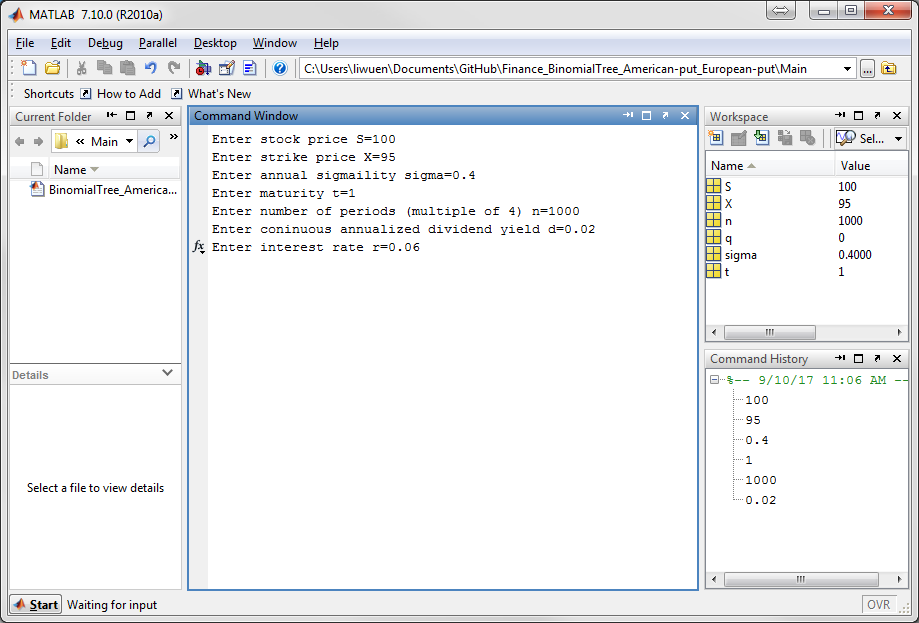 MATLAB 7.10.0 (R2010a)
File Edit Debug Parallel Desktop Window Help
C:\Users\liwuen\Documents\GitHub\Finance_BinomialTree_American-put_European-put\Main
Shortcuts How to Add What's New
Current Folder
« Main
»
Name
BinomialTree_America...
Details
Select a file to view details
Command Window
Enter stock price S=100
Enter strike price X=95
Enter annual sigmaility sigma=0.4
Enter maturity t=1
Enter number of periods (multiple of 4) n=1000
Enter coninuous annualized dividend yield d=0.02
fx Enter interest rate r=0.06
Workspace
Sel...
Name Value
S 100
X 95
n 1000
q 0
sigma 0.4000
t 1
Command History
%-- 9/10/17 11:06 AM --
100
95
0.4
1
1000
0.02
Start Waiting for input
OVR